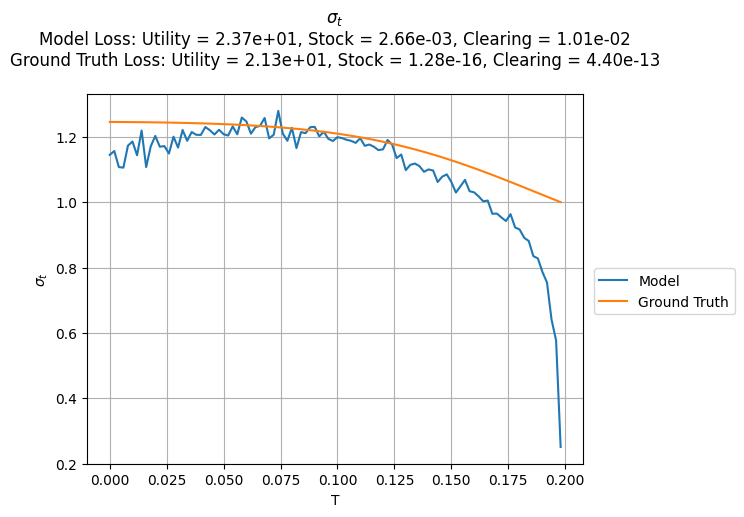 σt
Model Loss: Utility = 2.37e+01, Stock = 2.66e-03, Clearing = 1.01e-02
Ground Truth Loss: Utility = 2.13e+01, Stock = 1.28e-16, Clearing = 4.40e-13
1.2
1.0
0.8
0.6
0.4
0.2
σt
0.000 0.025 0.050 0.075 0.100 0.125 0.150 0.175 0.200
T
Model
Ground Truth